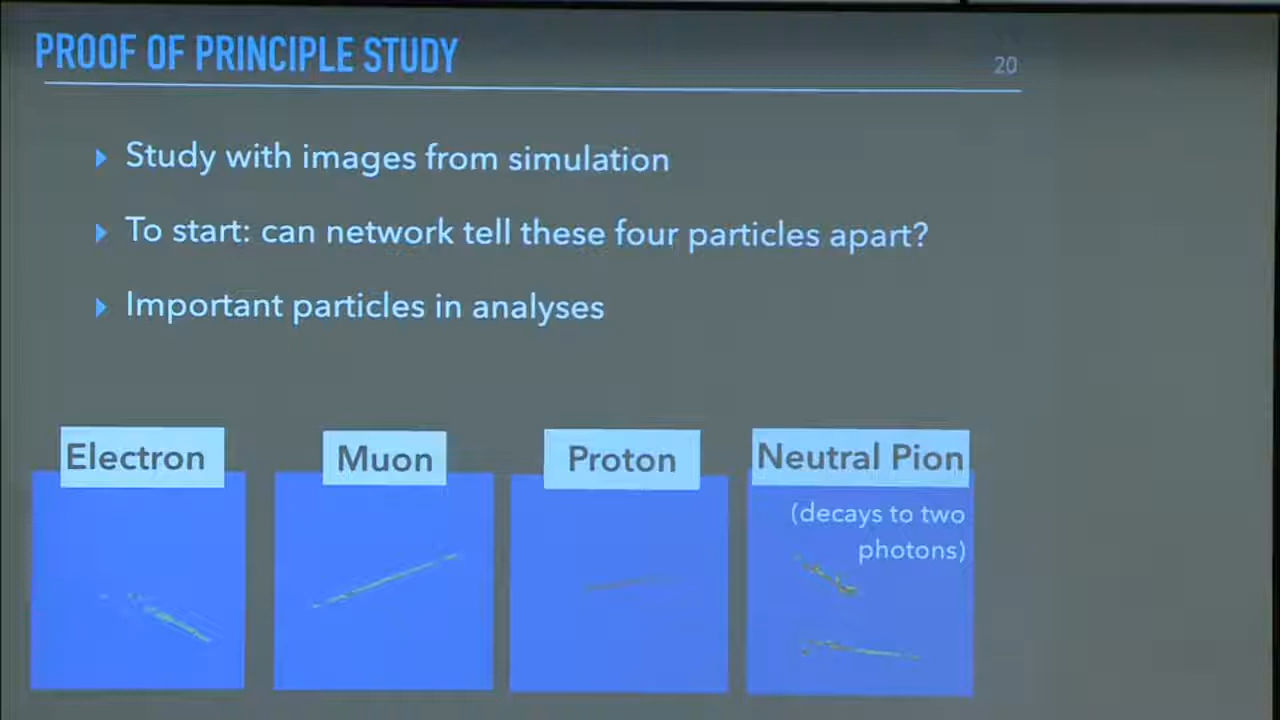 PROOF OF PRINCIPLE STUDY
20
Study with images from simulation
To start: can network tell these four particles apart?
Important particles in analyses
Electron
Muon
Proton
Neutral Pion
(decays to two
photons)